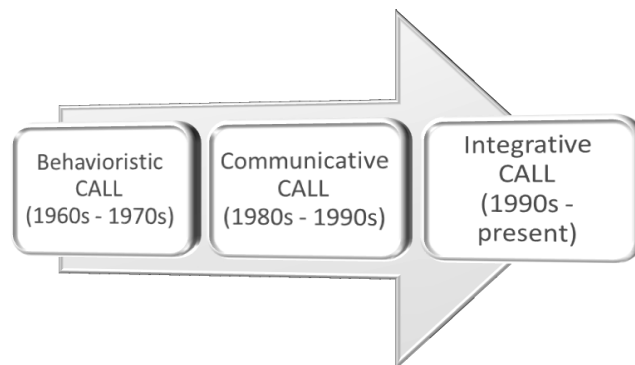 Behavioristic
CALL
(1960s - 1970s)
Communicative
CALL
(1980s - 1990s)
Integrative
CALL
(1990s -
present)